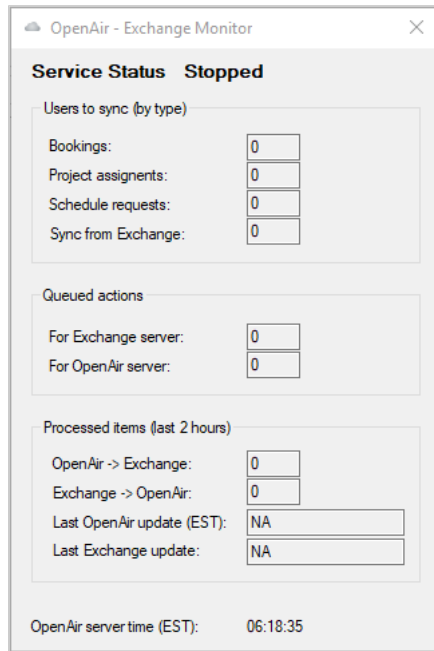 OpenAir - Exchange Monitor
Service Status Stopped
Users to sync (by type)
Bookings: 0
Project assignents: 0
Schedule requests: 0
Sync from Exchange: 0
Queued actions
For Exchange server: 0
For OpenAir server: 0
Processed items (last 2 hours)
OpenAir -> Exchange: 0
Exchange -> OpenAir: 0
Last OpenAir update (EST): NA
Last Exchange update: NA
OpenAir server time (EST): 06:18:35